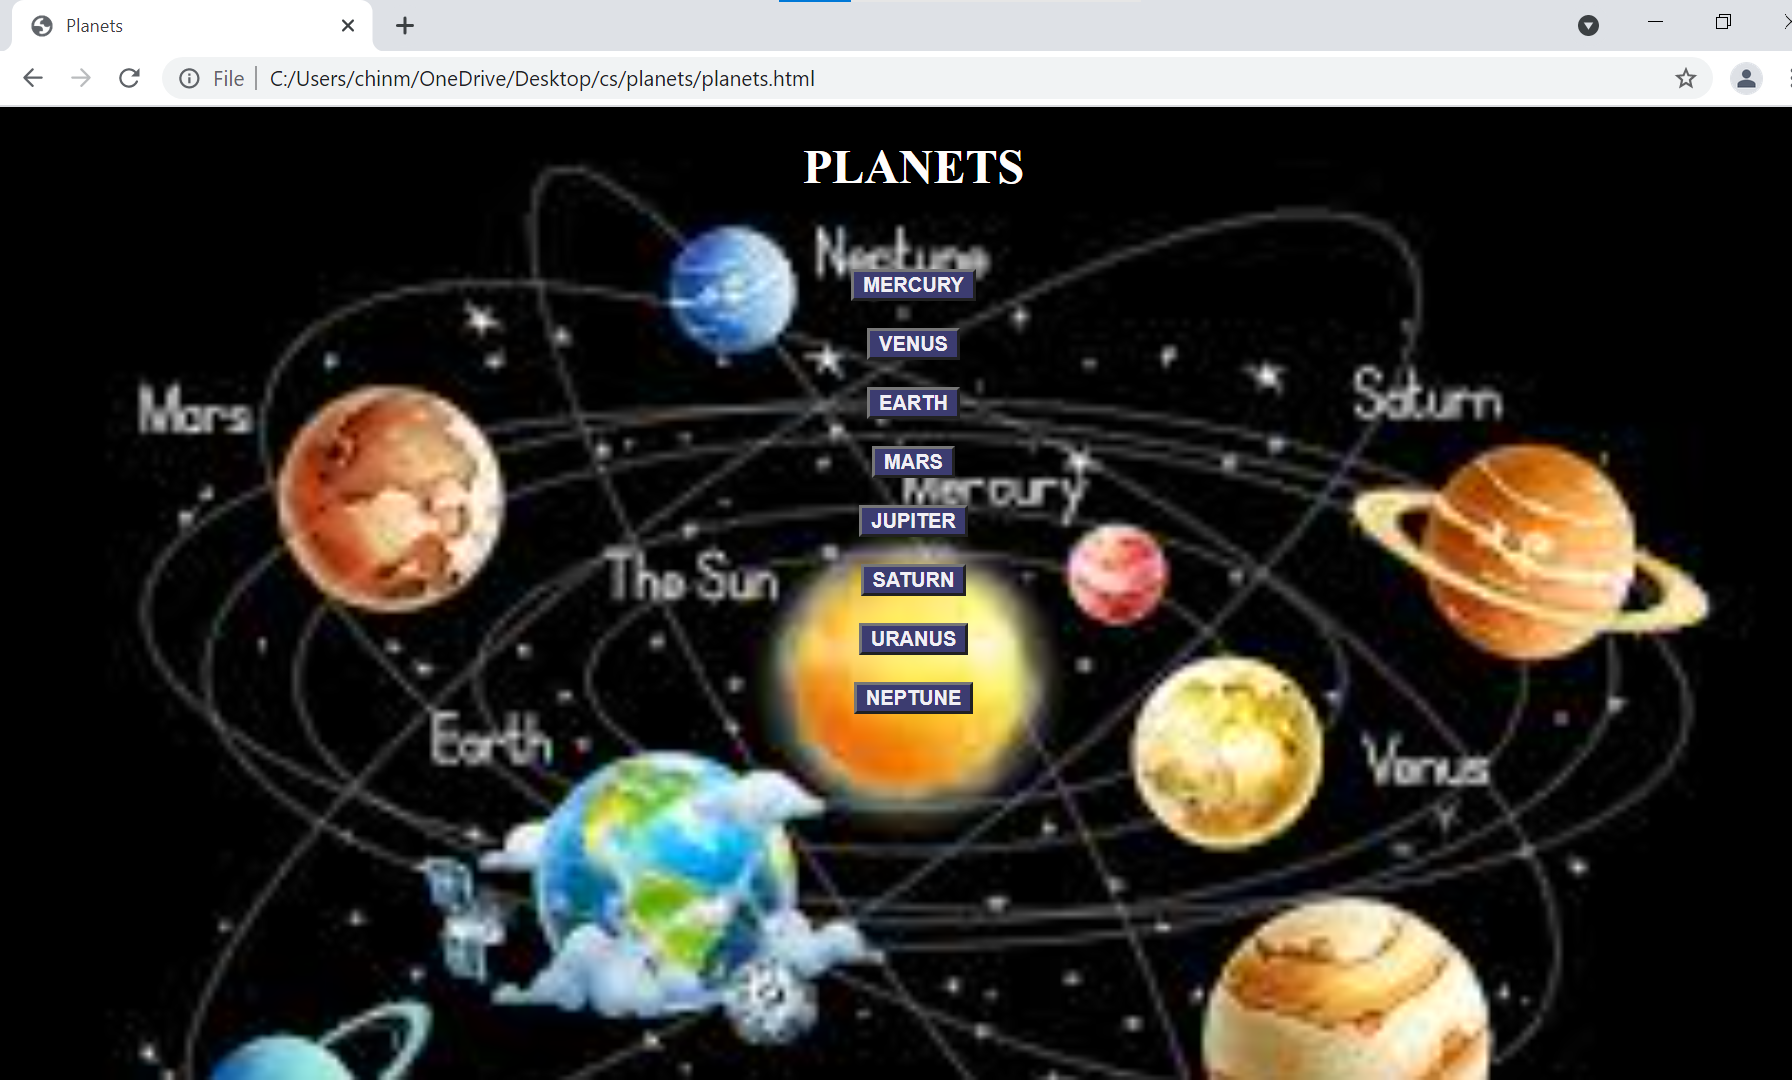 Planets
File
C:/Users/chinm/OneDrive/Desktop/cs/planets/planets.html
PLANETS
Neptune
MERCURY
VENUS
EARTH
Mars
Saturn
MARS
Mercury
JUPITER
The Sun
SATURN
URANUS
NEPTUNE
Earth
Venus